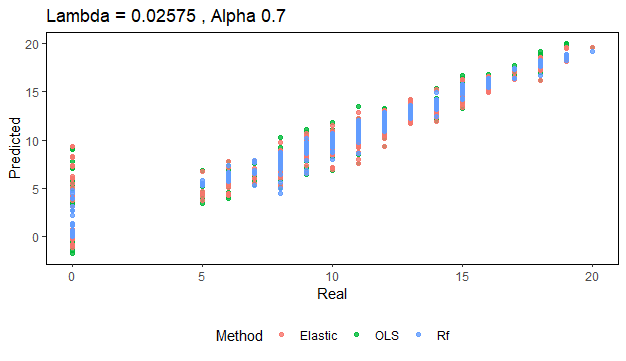 Lambda = 0.02575 , Alpha 0.7
20
15
10
5
0
Predicted
0 5 10 15 20
Real
Method Elastic OLS Rf